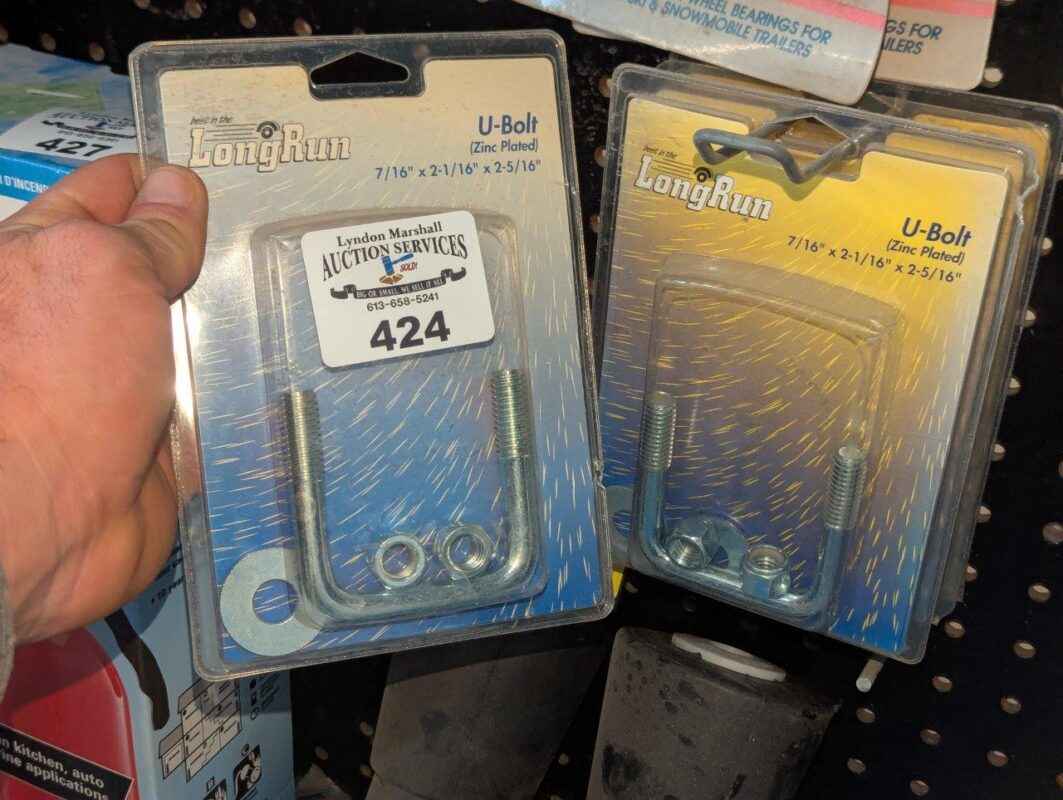 WHEEL BEARINGS FOR
SKI & SNOWMOBILE TRAILERS
GS FOR
AILERS
427
D'INCEN
best in the
LongRun
U-Bolt
(Zinc Plated)
7/16" x 2-1/16" x 2-5/16"
Lyndon Marshall
AUCTION SERVICES
SOLD!
BIG OR SMALL, WE SELL IT ALL
613-658-5241
424
best in the
LongRun
U-Bolt
(Zinc Plated)
7/16" x 2-1/16" x 2-5/16"
n kitchen, auto
ine applications